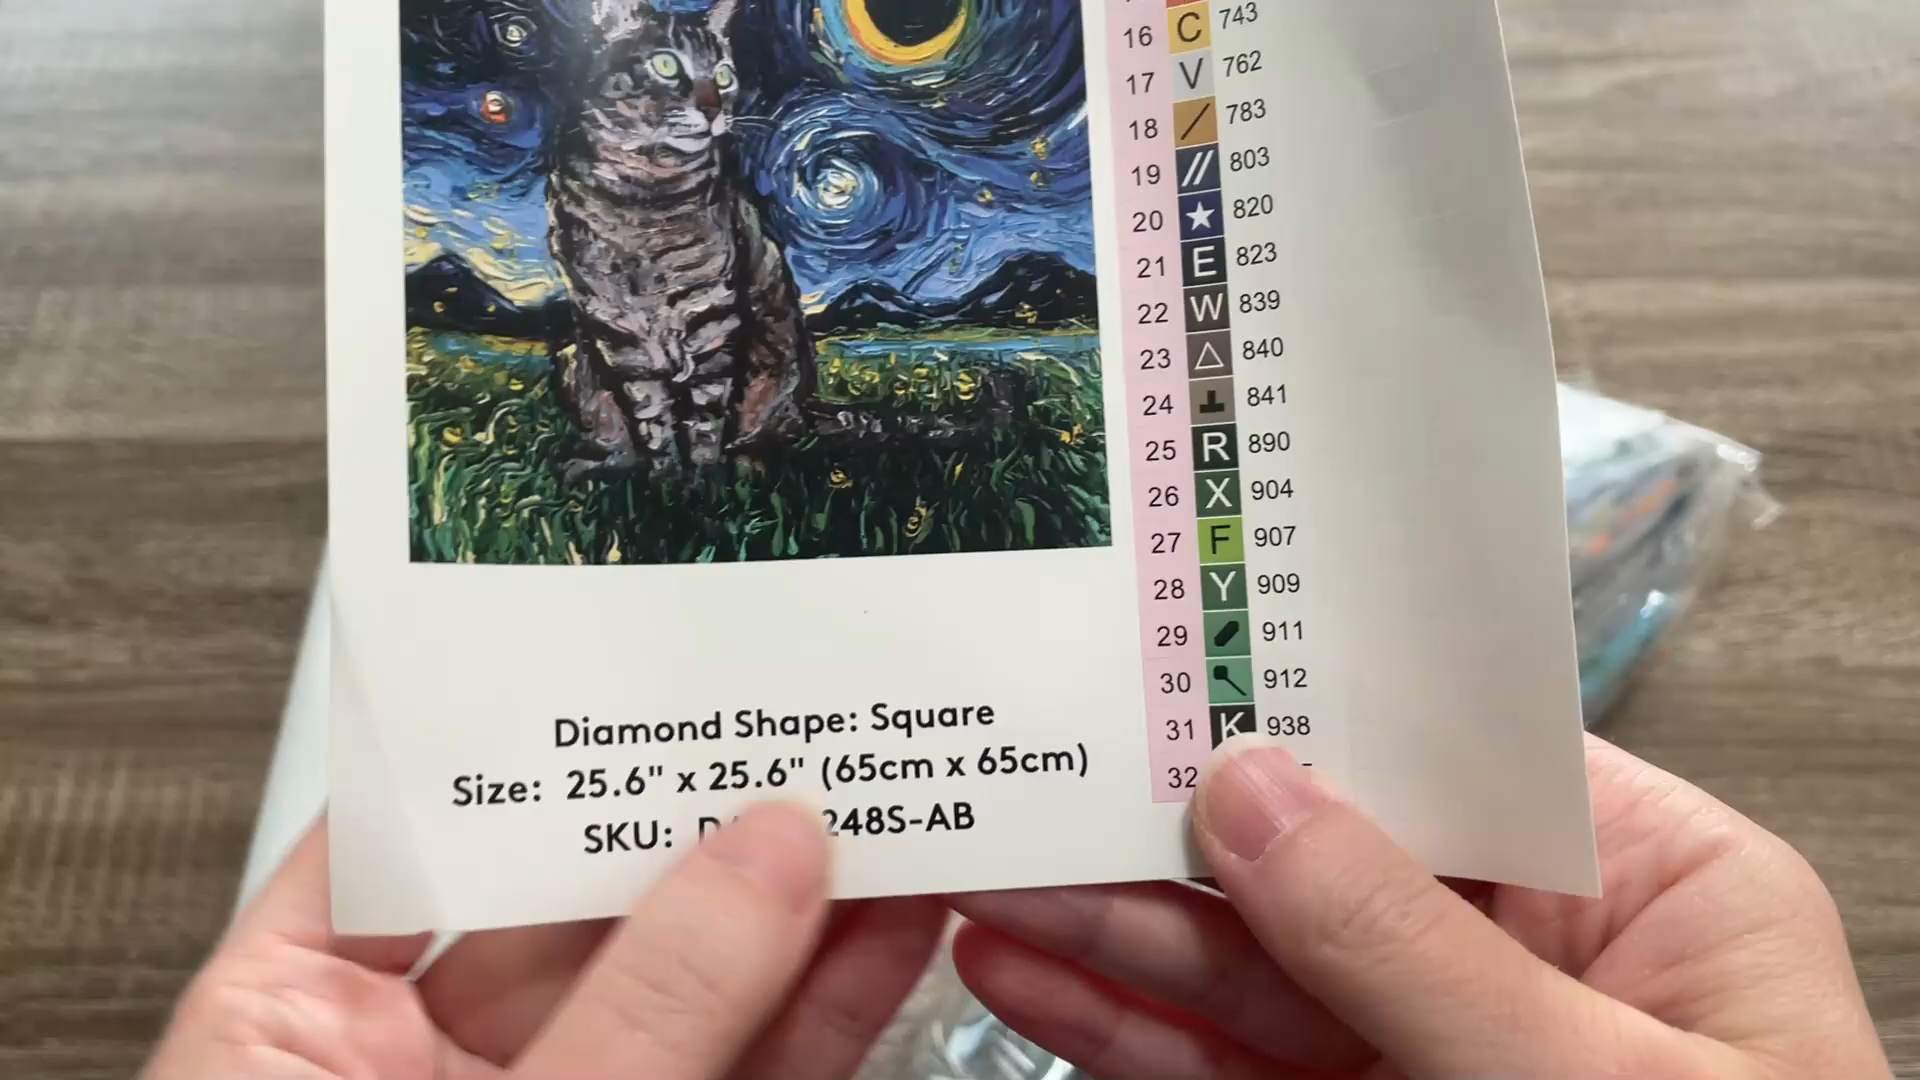 16 C 743
17 V 762
18 / 783
19 // 803
20 ★ 820
21 E 823
22 W 839
23 △ 840
24 841
25 R 890
26 X 904
27 F 907
28 Y 909
29 911
30 912
31 K 938
32
Diamond Shape: Square
Size: 25.6" x 25.6" (65cm x 65cm)
SKU: 248S-AB